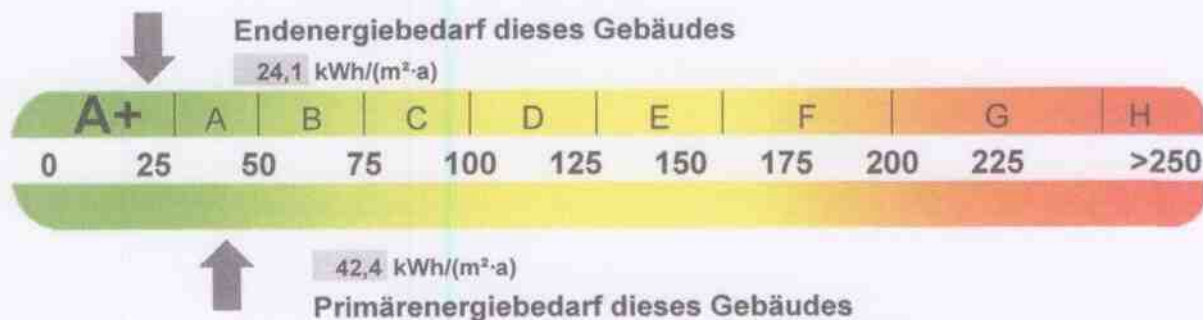 Endenergiebedarf dieses Gebäudes
24,1 kWh/(m²·a)
A+ A B C D E F G H
0 25 50 75 100 125 150 175 200 225 >250
42,4 kWh/(m²·a)
Primärenergiebedarf dieses Gebäudes